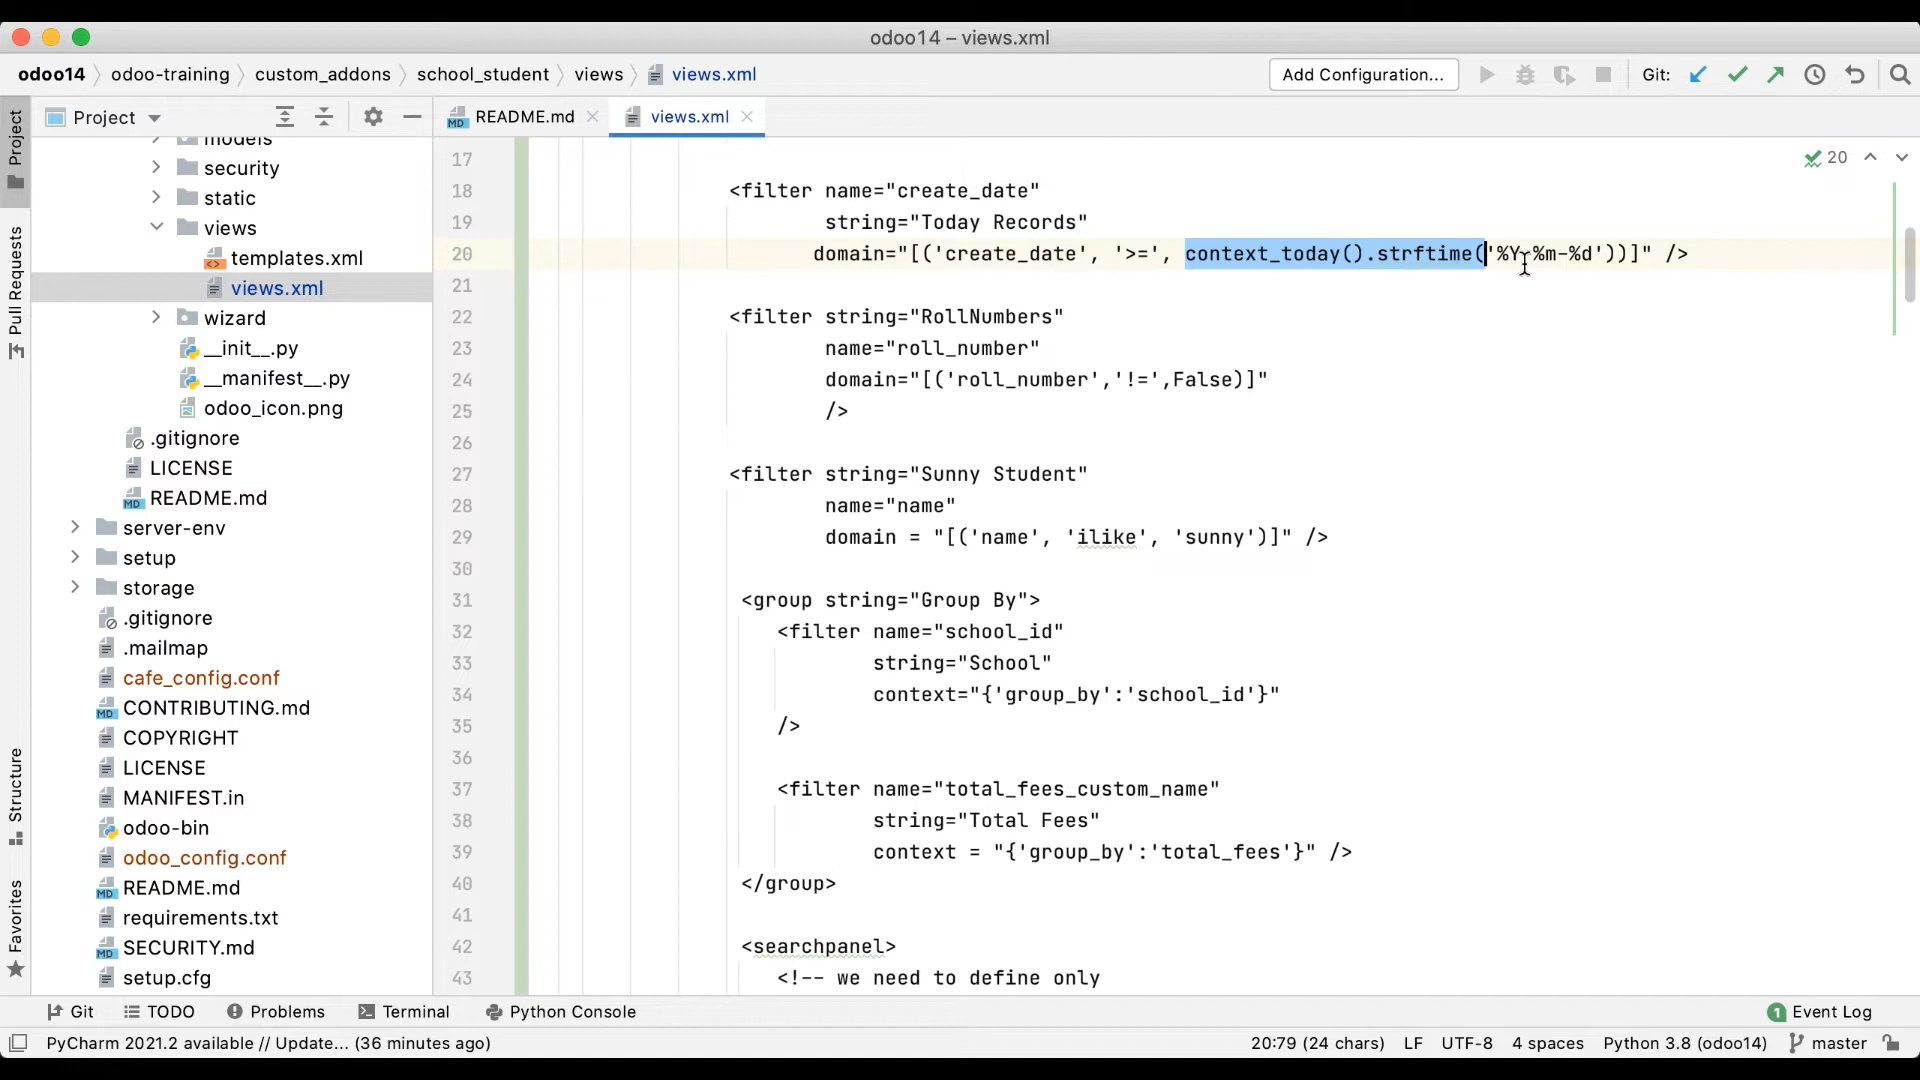 odoo14 – views.xml
odoo14 odoo-training custom_addons school_student views views.xml Add Configuration... Git:
Project README.md views.xml
Project
Pull Requests
Structure
Favorites
models
security
static
views
templates.xml
views.xml
wizard
__init__.py
__manifest__.py
odoo_icon.png
.gitignore
LICENSE
README.md
server-env
setup
storage
.gitignore
.mailmap
cafe_config.conf
CONTRIBUTING.md
COPYRIGHT
LICENSE
MANIFEST.in
odoo-bin
odoo_config.conf
README.md
requirements.txt
SECURITY.md
setup.cfg
20
17
18 <filter name="create_date"
19 string="Today Records"
20 domain="[('create_date', '>=', context_today().strftime('%Y-%m-%d'))]" />
21
22 <filter string="RollNumbers"
23 name="roll_number"
24 domain="[('roll_number','!=',False)]"
25 />
26
27 <filter string="Sunny Student"
28 name="name"
29 domain = "[('name', 'ilike', 'sunny')]" />
30
31 <group string="Group By">
32 <filter name="school_id"
33 string="School"
34 context="{'group_by':'school_id'}"
35 />
36
37 <filter name="total_fees_custom_name"
38 string="Total Fees"
39 context = "{'group_by':'total_fees'}" />
40 </group>
41
42 <searchpanel>
43 <!-- we need to define only
Git TODO Problems Terminal Python Console 1 Event Log
PyCharm 2021.2 available // Update... (36 minutes ago) 20:79 (24 chars) LF UTF-8 4 spaces Python 3.8 (odoo14) master